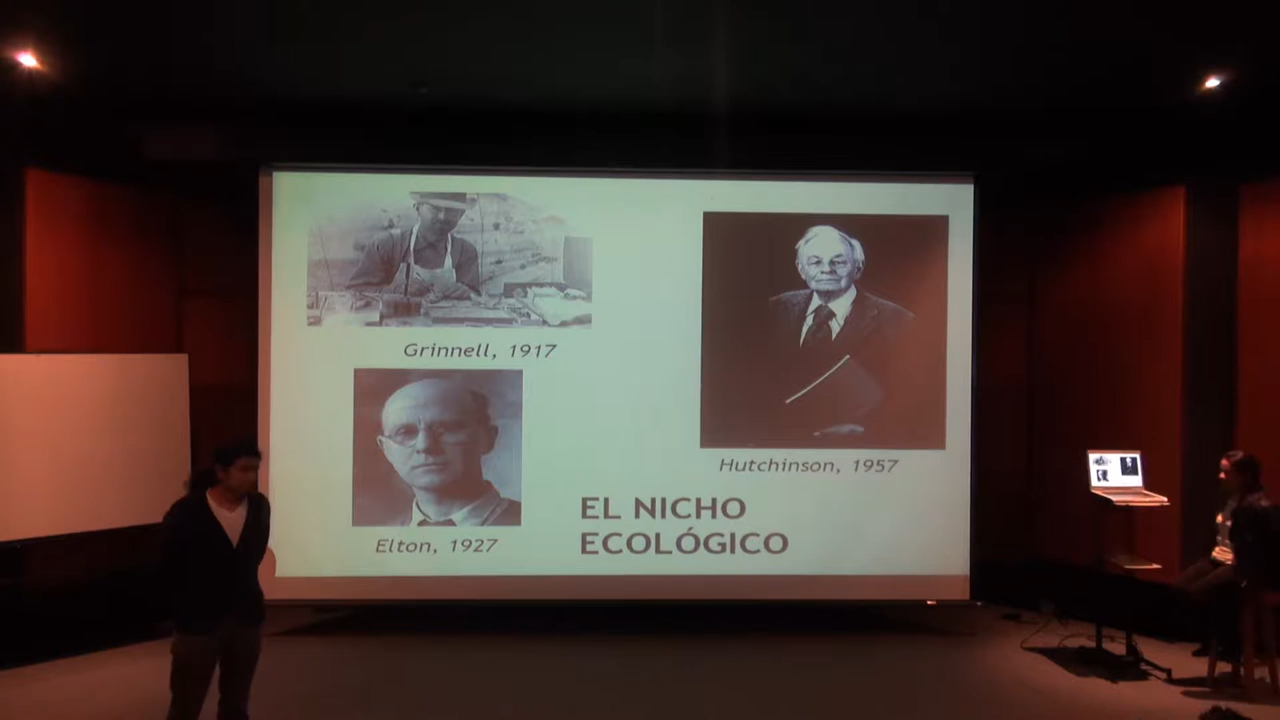 Grinnell, 1917
Hutchinson, 1957
Elton, 1927
EL NICHO
ECOLÓGICO